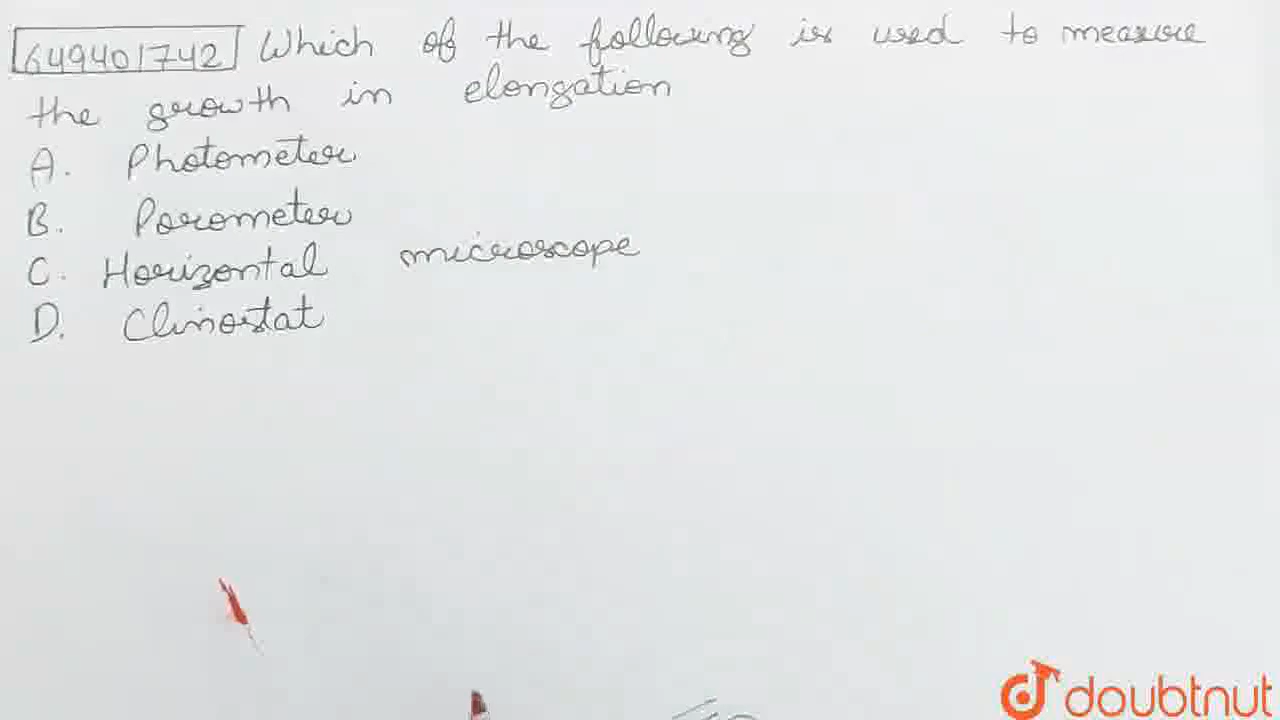 649401742 Which of the following is used to measure
the growth in elongation
A. Photometer
B. Porometer
C. Horizontal microscope
D. Clinostat
doubtnut